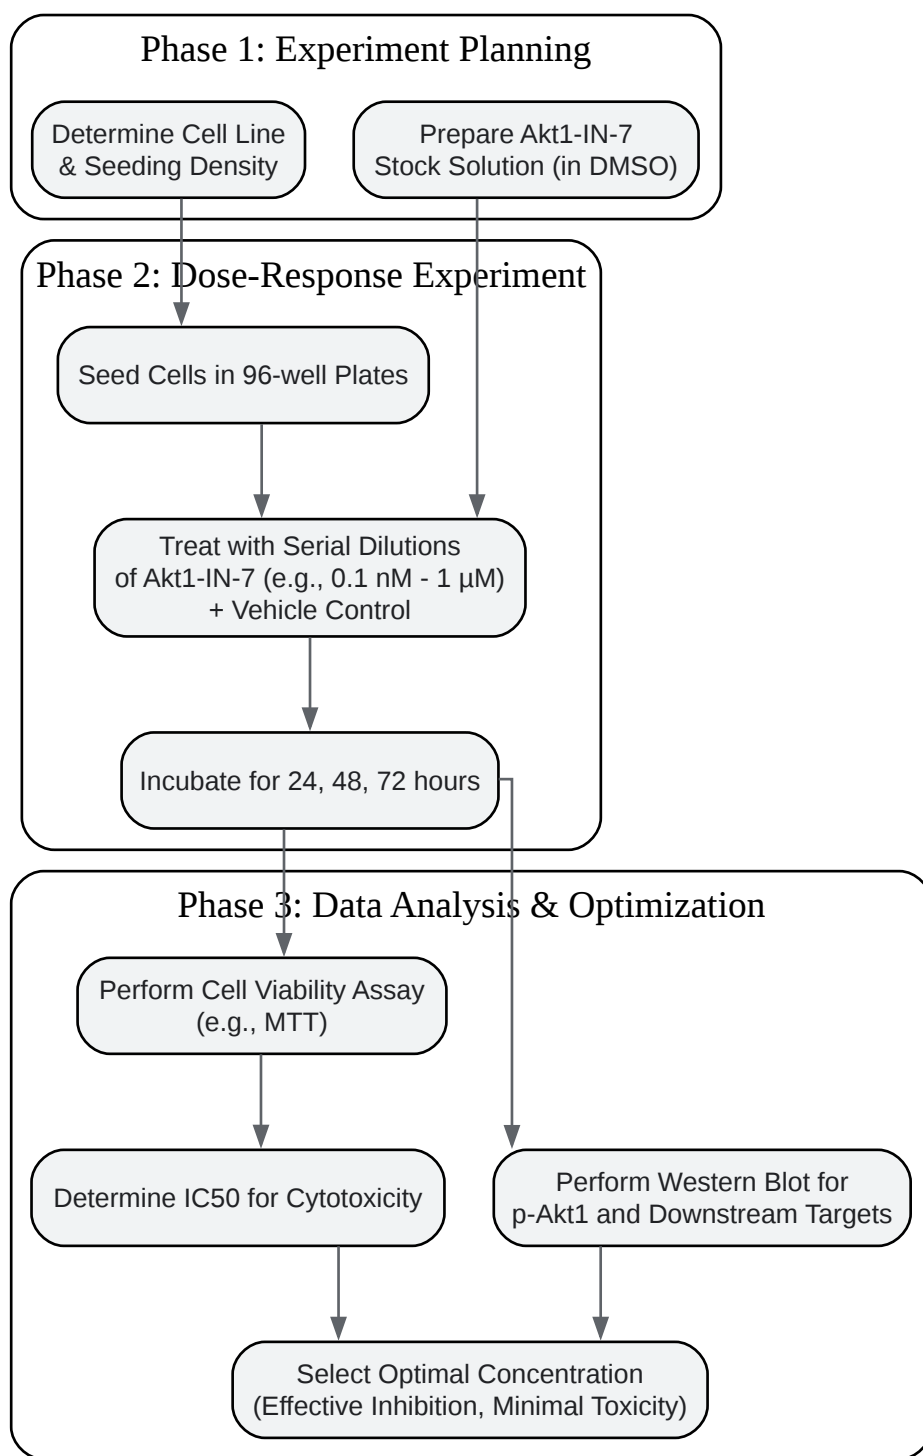 Phase 1: Experiment Planning
Determine Cell Line
& Seeding Density
Prepare Akt1-IN-7
Stock Solution (in DMSO)
Phase 2: Dose-Response Experiment
Seed Cells in 96-well Plates
Treat with Serial Dilutions
of Akt1-IN-7 (e.g., 0.1 nM - 1 µM)
+ Vehicle Control
Incubate for 24, 48, 72 hours
Phase 3: Data Analysis & Optimization
Perform Cell Viability Assay
(e.g., MTT)
Determine IC50 for Cytotoxicity
Perform Western Blot for
p-Akt1 and Downstream Targets
Select Optimal Concentration
(Effective Inhibition, Minimal Toxicity)